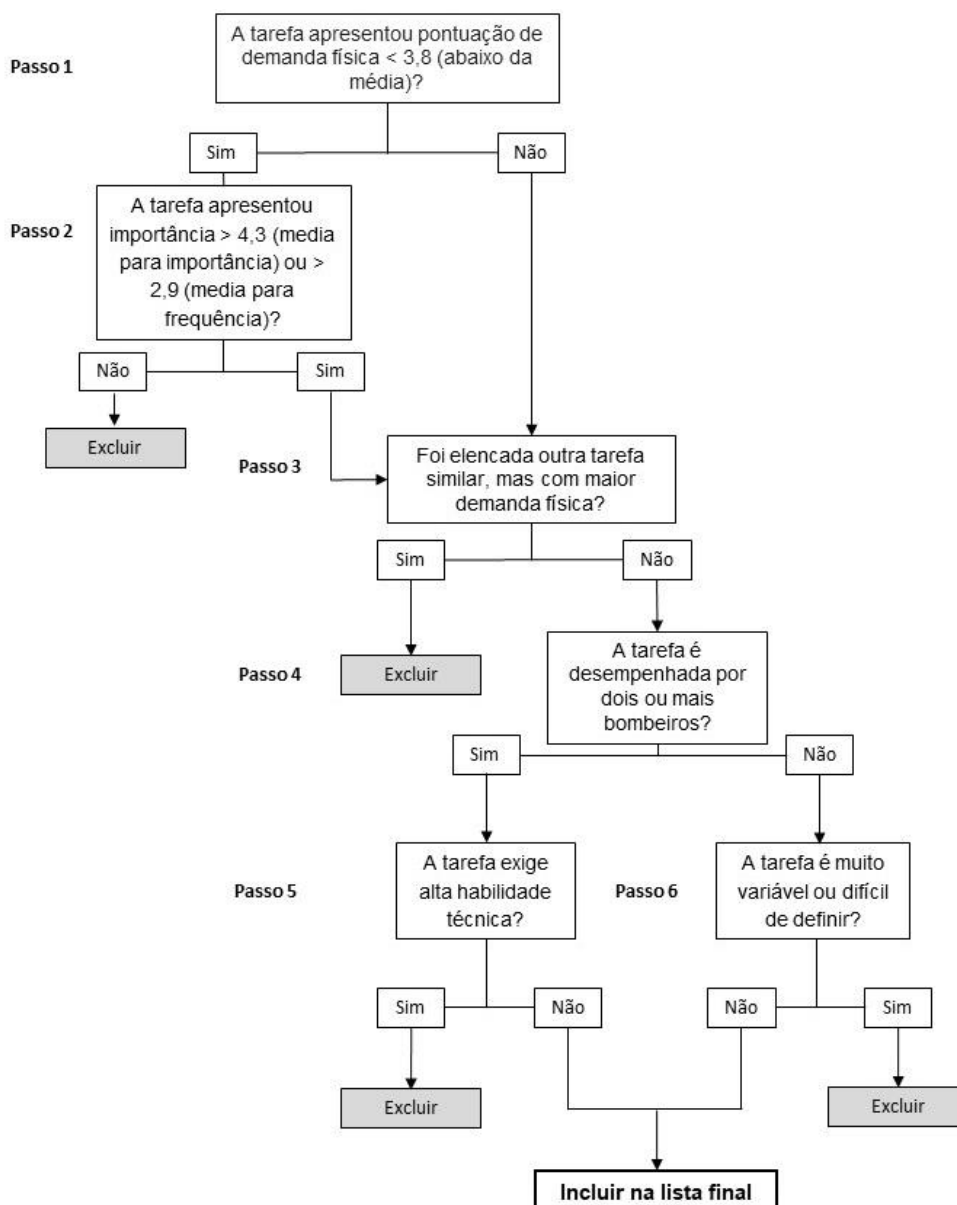 A tarefa apresentou pontuação de
demanda física < 3,8 (abaixo da
média)?
Passo 1
Sim
Não
Passo 2
A tarefa apresentou
importância > 4,3 (media
para importância) ou >
2,9 (media para
frequência)?
Não
Sim
Excluir
Passo 3
Foi elencada outra tarefa
similar, mas com maior
demanda física?
Sim
Não
Excluir
Passo 4
A tarefa é
desempenhada por
dois ou mais
bombeiros?
Sim
Não
Passo 5
A tarefa exige
alta habilidade
técnica?
Passo 6
A tarefa é muito
variável ou difícil
de definir?
Sim
Não
Não
Sim
Excluir
Excluir
Incluir na lista final